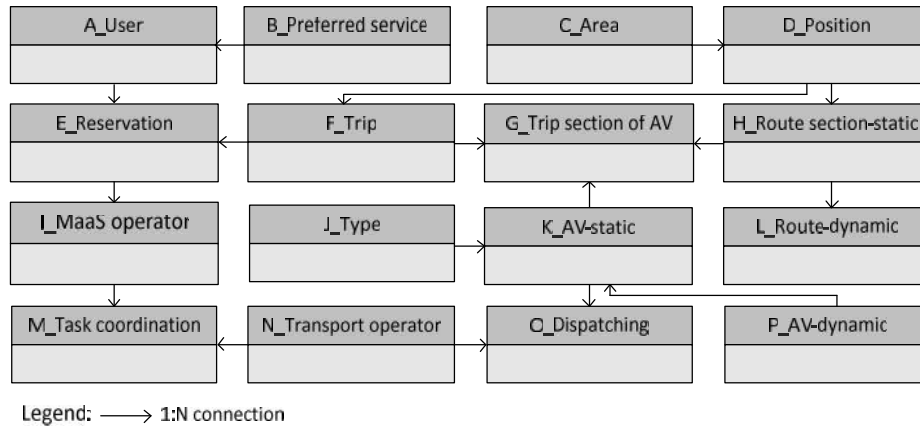 A_User
B_Preferred service
C_Area
D_Position
E_Reservation
F_Trip
G_Trip section of AV
H_Route section-static
I_MaaS operator
J_Type
K_AV-static
L_Route-dynamic
M_Task coordination
N_Transport operator
O_Dispatching
P_AV-dynamic
Legend: 1:N connection